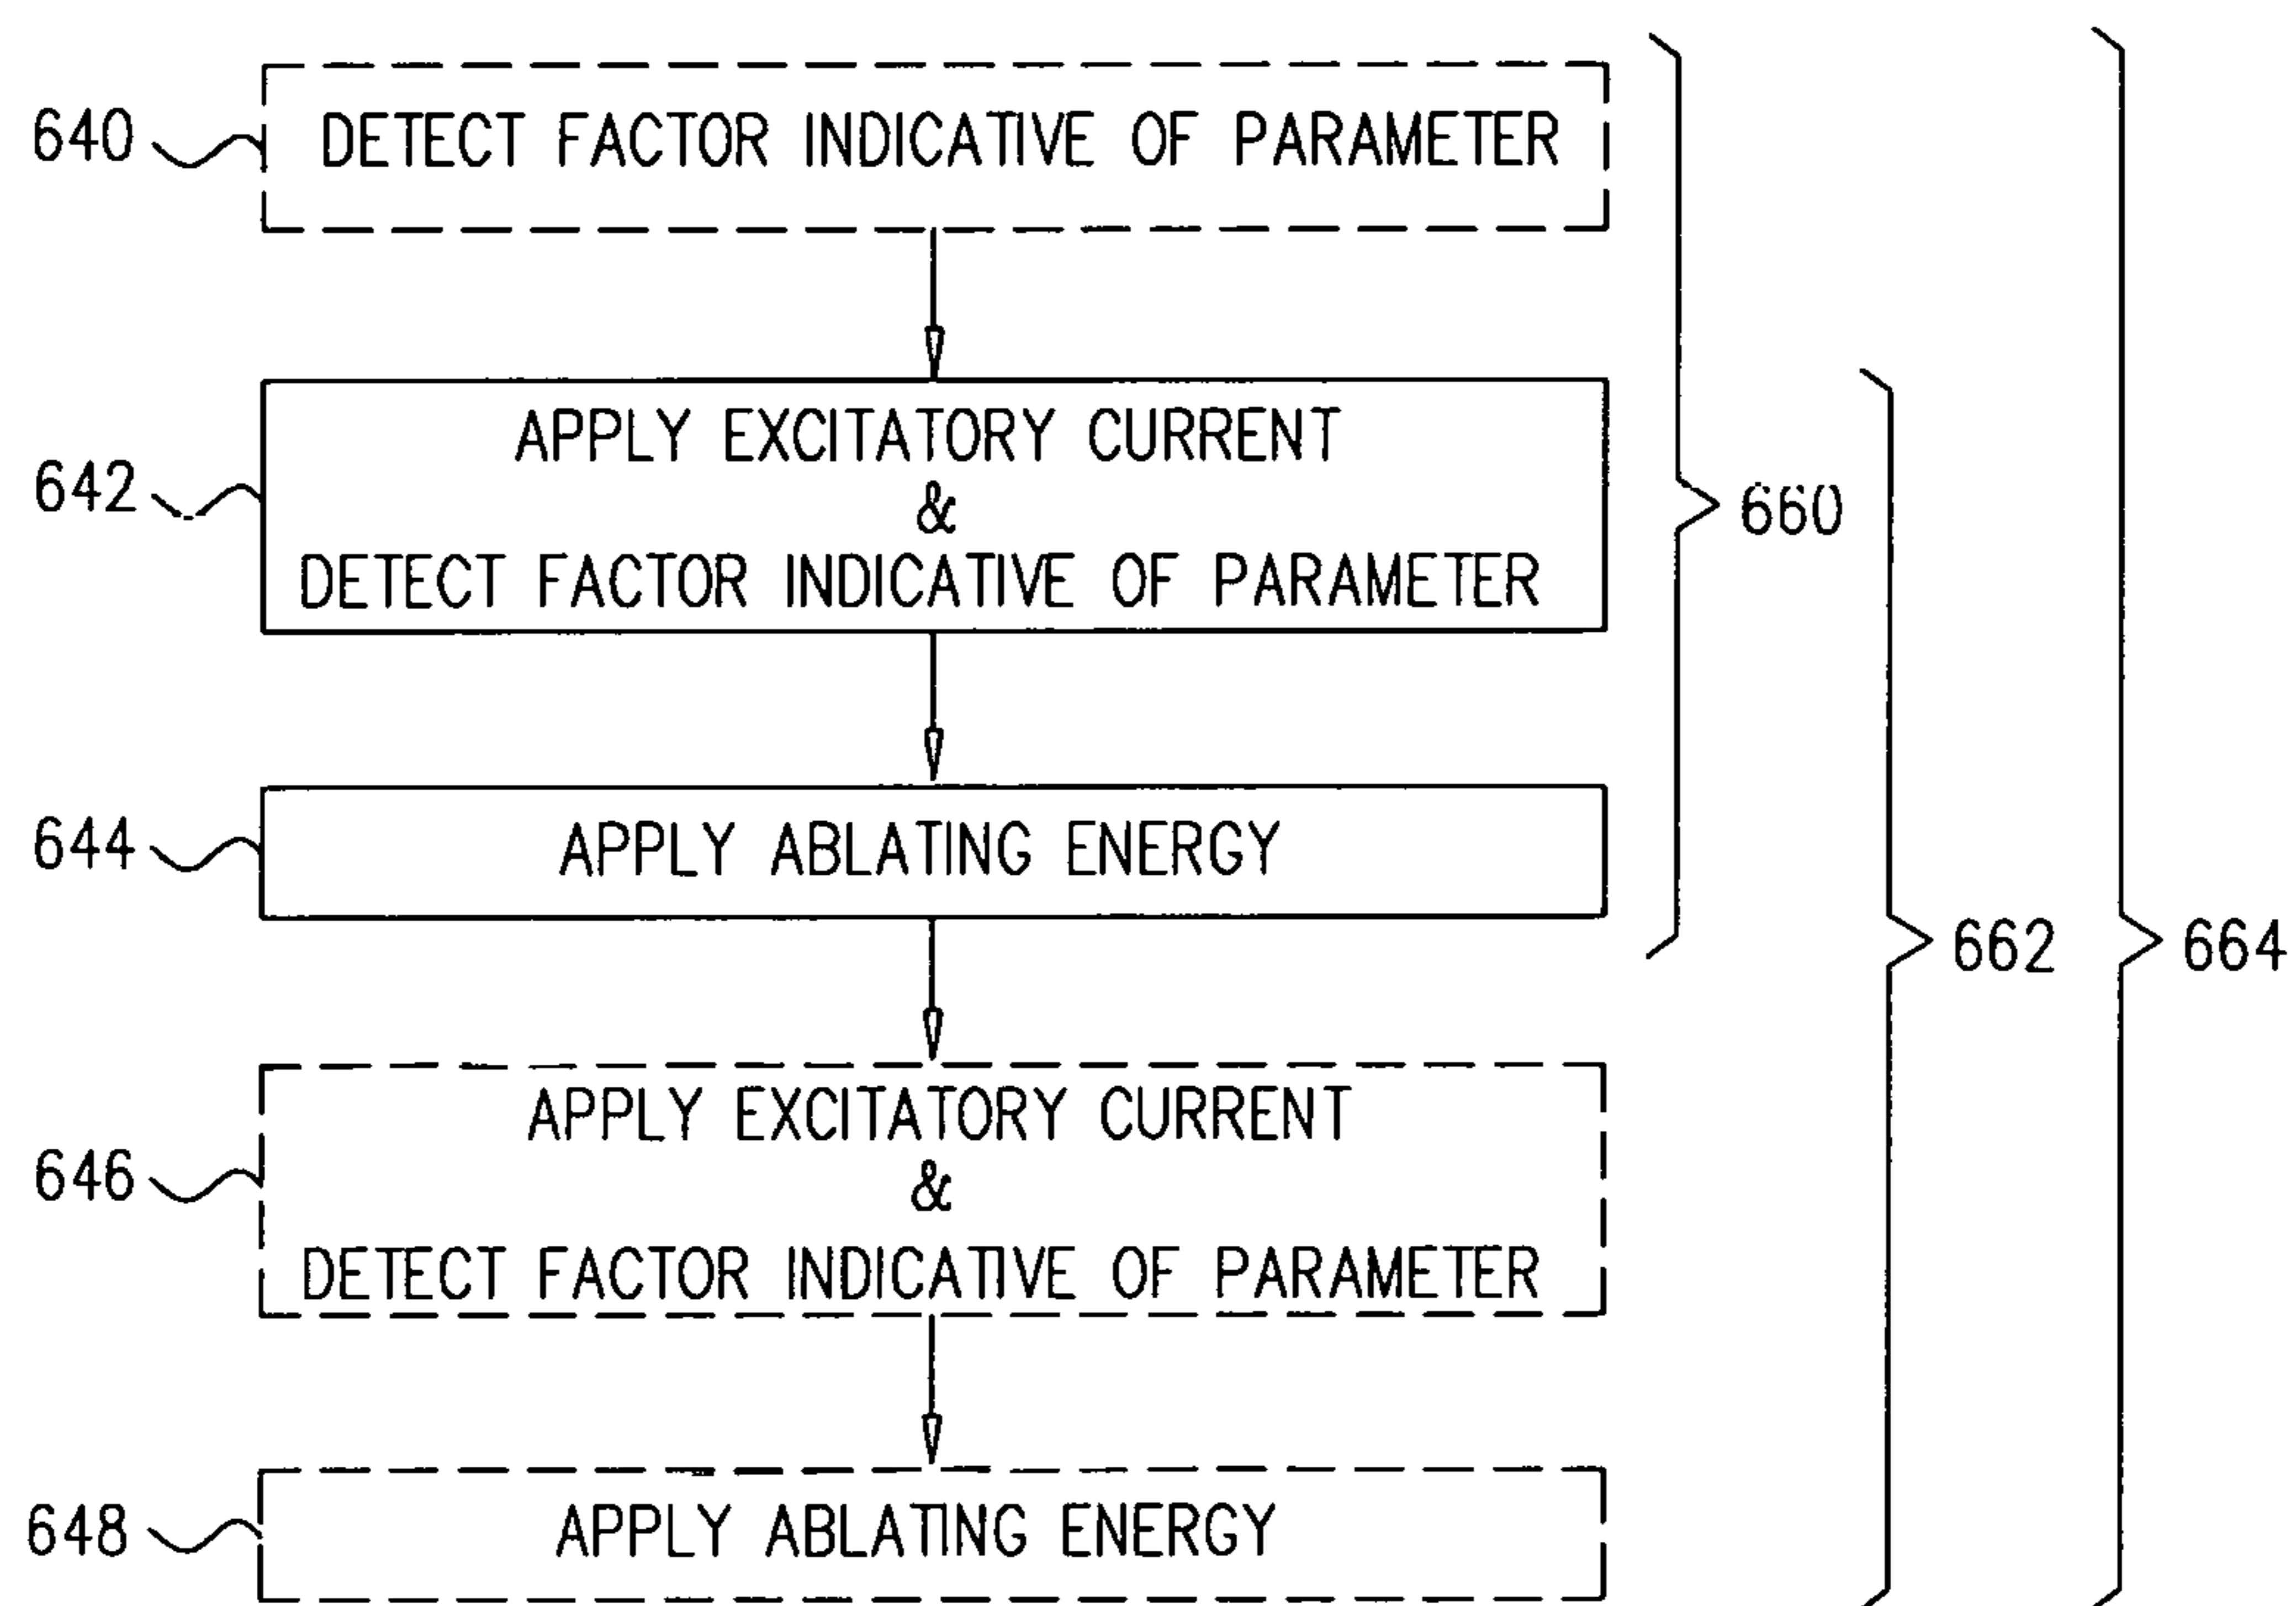 640
DETECT FACTOR INDICATIVE OF PARAMETER
642
APPLY EXCITATORY CURRENT
&
DETECT FACTOR INDICATIVE OF PARAMETER
660
644
APPLY ABLATING ENERGY
662
664
646
APPLY EXCITATORY CURRENT
&
DETECT FACTOR INDICATIVE OF PARAMETER
648
APPLY ABLATING ENERGY